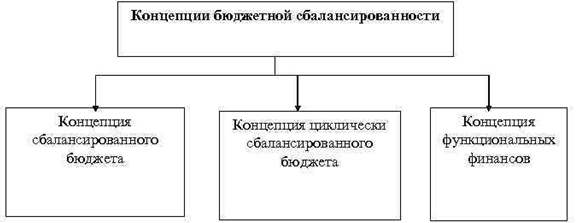 Концепции бюджетной сбалансированности
Концепция
сбалансированного
бюджета
Концепция циклически
сбалансированного
бюджета
Концепция
функциональных
финансов